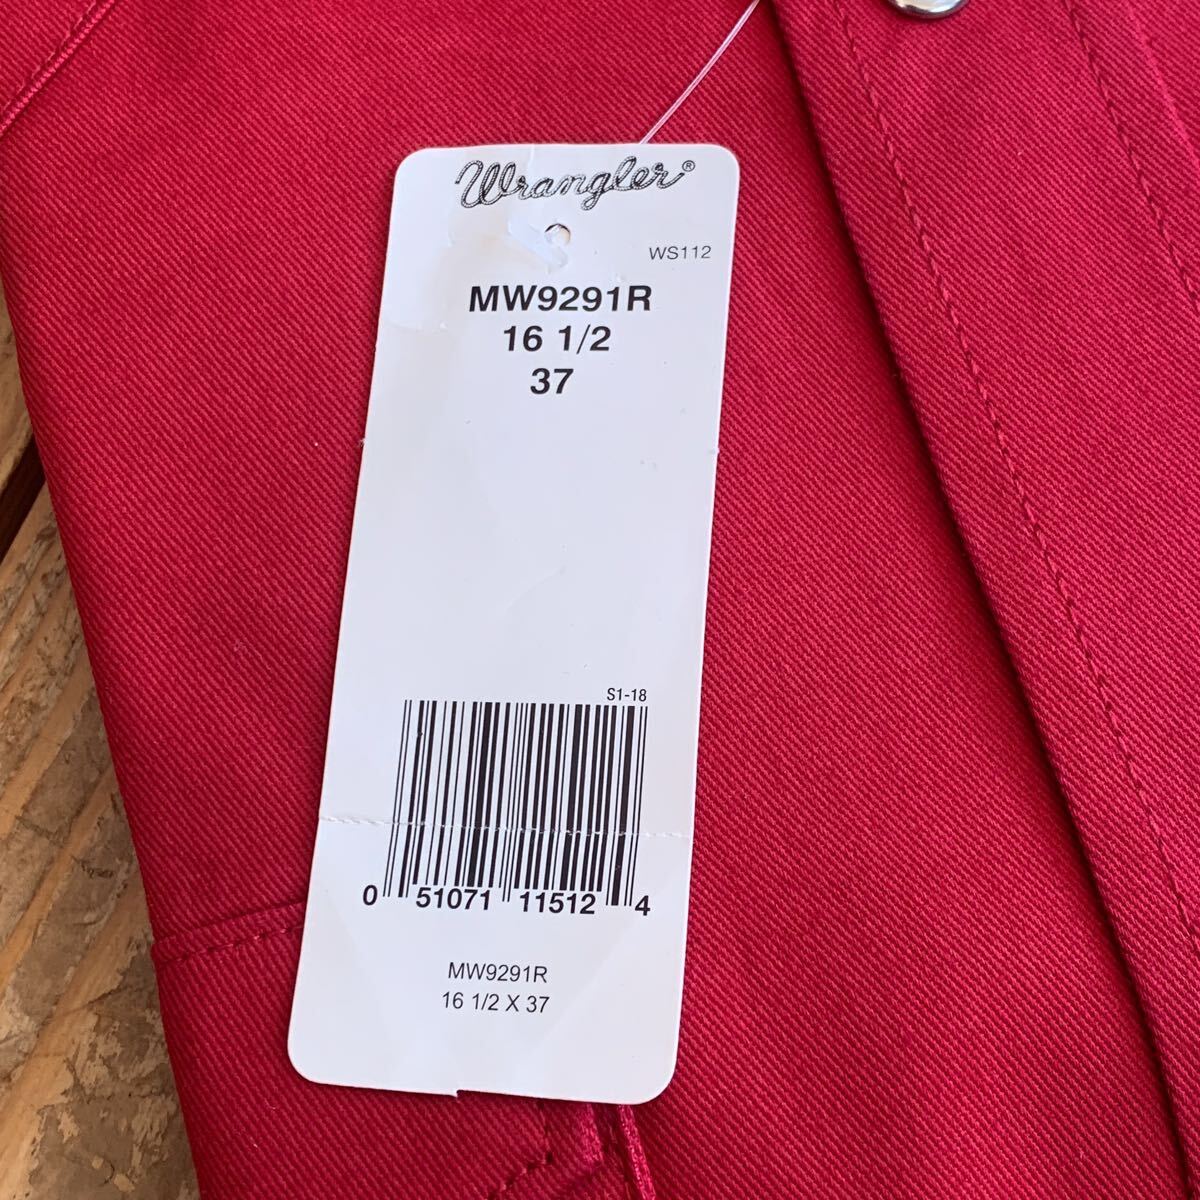 Wrangler®
WS112
MW9291R
16 1/2
37
S1-18
0 51071 11512 4
MW9291R
16 1/2 X 37